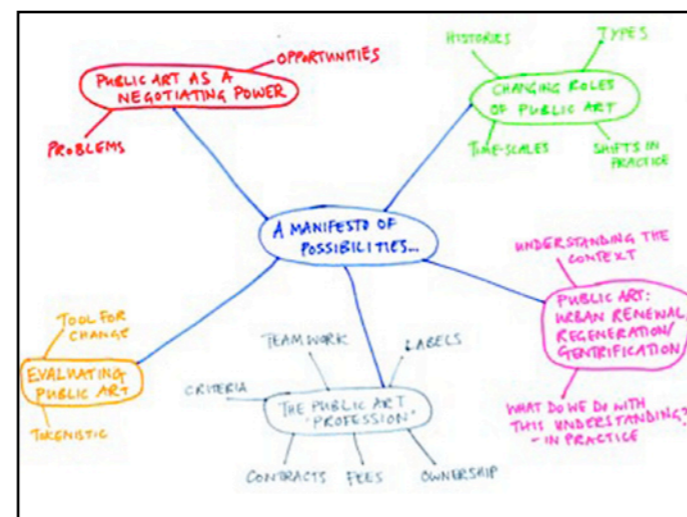 HISTORIES
TYPES
OPPORTUNITIES
PUBLIC ART AS A
NEGOTIATING POWER
CHANGING ROLES
OF PUBLIC ART
PROBLEMS
TIME-SCALES
SHIFTS IN
PRACTICE
A MANIFESTO OF
POSSIBILITIES...
UNDERSTANDING THE
CONTEXT
PUBLIC ART:
URBAN RENEWAL,
REGENERATION/
GENTRIFICATION
TOOL FOR
CHANGE
EVALUATING
PUBLIC ART
TOKENISTIC
TEAMWORK
LABELS
CRITERIA
THE PUBLIC ART
'PROFESSION'
CONTRACTS
FEES
OWNERSHIP
WHAT DO WE DO WITH
THIS UNDERSTANDING?
- IN PRACTICE